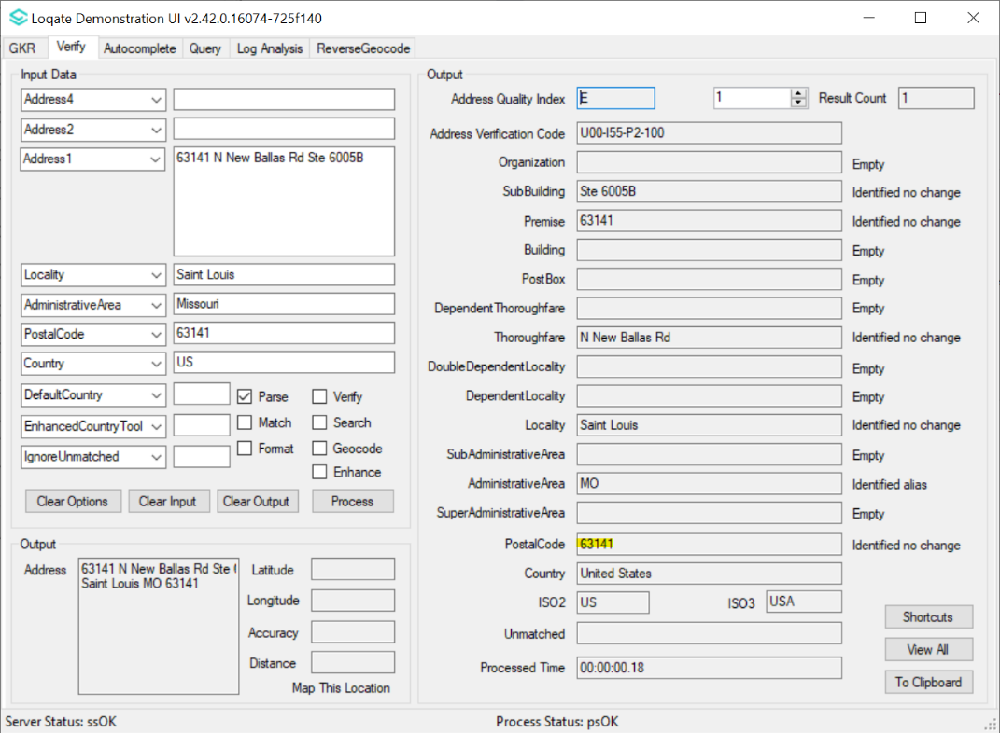 Loqate Demonstration UI v2.42.0.16074-725f140
GKR Verify Autocomplete Query Log Analysis ReverseGeocode
Input Data
Address4
Address2
Address1 63141 N New Ballas Rd Ste 6005B
Locality Saint Louis
AdministrativeArea Missouri
PostalCode 63141
Country US
DefaultCountry Parse Verify
EnhancedCountryTool Match Search
IgnoreUnmatched Format Geocode
Enhance
Clear Options Clear Input Clear Output Process
Output
Address 63141 N New Ballas Rd Ste
Saint Louis MO 63141
Latitude
Longitude
Accuracy
Distance
Map This Location
Output
Address Quality Index E 1 Result Count 1
Address Verification Code U00-I55-P2-100
Organization Empty
SubBuilding Ste 6005B Identified no change
Premise 63141 Identified no change
Building Empty
PostBox Empty
DependentThoroughfare Empty
Thoroughfare N New Ballas Rd Identified no change
DoubleDependentLocality Empty
DependentLocality Empty
Locality Saint Louis Identified no change
SubAdministrativeArea Empty
AdministrativeArea MO Identified alias
SuperAdministrativeArea Empty
PostalCode 63141 Identified no change
Country United States
ISO2 US ISO3 USA
Unmatched
Processed Time 00:00:00.18
Shortcuts
View All
To Clipboard
Server Status: ssOK Process Status: psOK